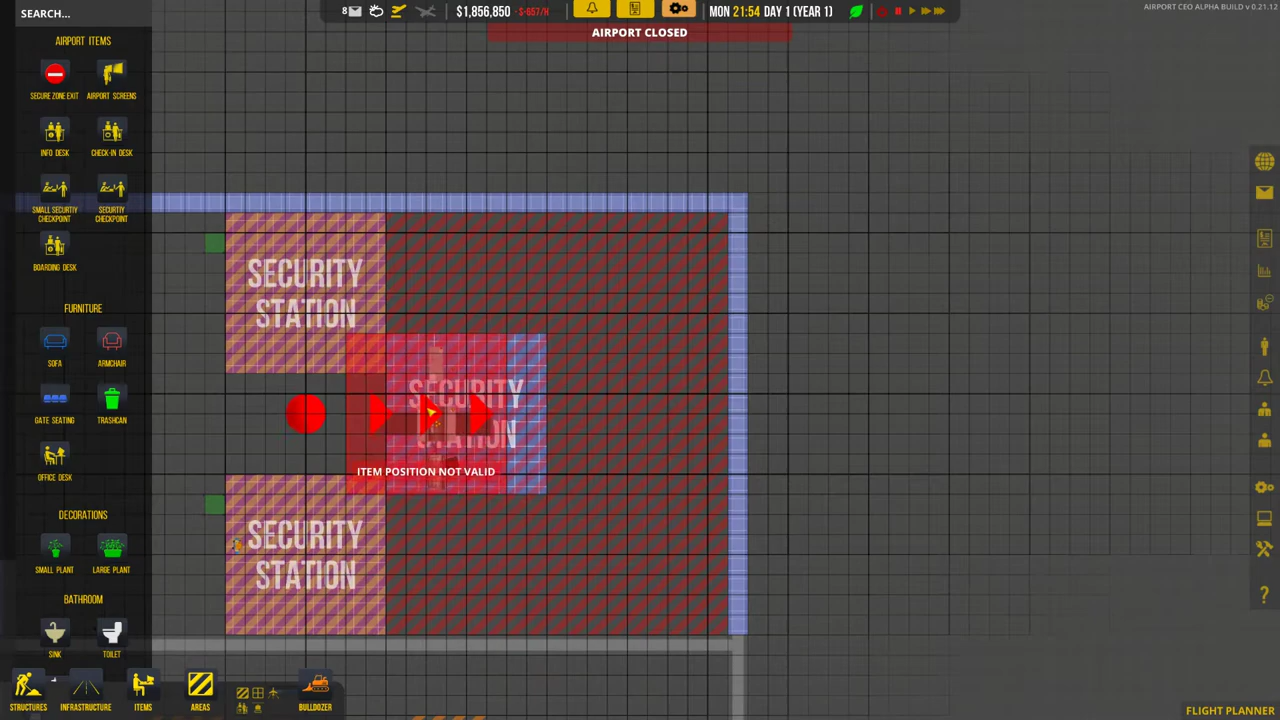 SEARCH...
8
$1,856,850
$-657/H
MON 21:54 DAY 1 (YEAR 1)
AIRPORT CEO ALPHA BUILD v 0.21.12
AIRPORT CLOSED
AIRPORT ITEMS
SECURE ZONE EXIT
AIRPORT SCREENS
INFO DESK
CHECK-IN DESK
SMALL SECURTIY
CHECKPOINT
SECURTIY
CHECKPOINT
BOARDING DESK
FURNITURE
SOFA
ARMCHAIR
GATE SEATING
TRASHCAN
OFFICE DESK
DECORATIONS
SMALL PLANT
LARGE PLANT
BATHROOM
SINK
TOILET
SECURITY
STATION
SECURITY
STATION
ITEM POSITION NOT VALID
SECURITY
STATION
STRUCTURES
INFRASTRUCTURE
ITEMS
AREAS
BULLDOZER
?
FLIGHT PLANNER